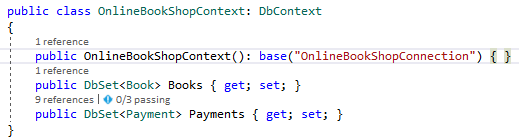 public class OnlineBookShopContext: DbContext
{
1 reference
public OnlineBookShopContext(): base("OnlineBookShopConnection") { }
1 reference
public DbSet<Book> Books { get; set; }
9 references | 0/3 passing
public DbSet<Payment> Payments { get; set; }
}